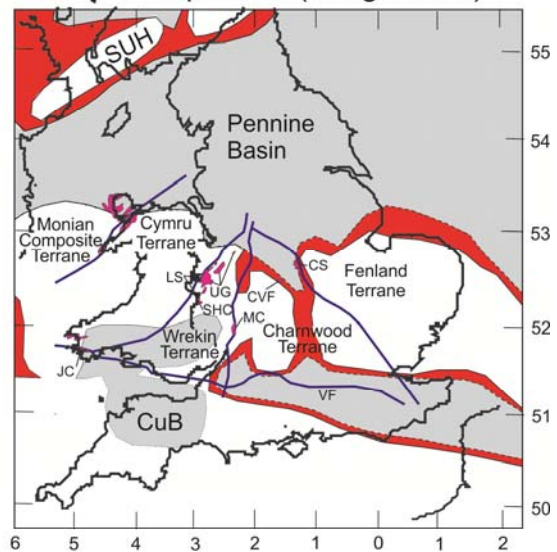 SUH
55
Pennine
Basin
54
53
Monian
Composite
Terrane
Cymru
Terrane
LS
UG
SHC
CVF
MC
CS
Fenland
Terrane
52
Wrekin
Terrane
Charnwood
Terrane
JC
VF
CuB
51
50
6 5 4 3 2 1 0 1 2